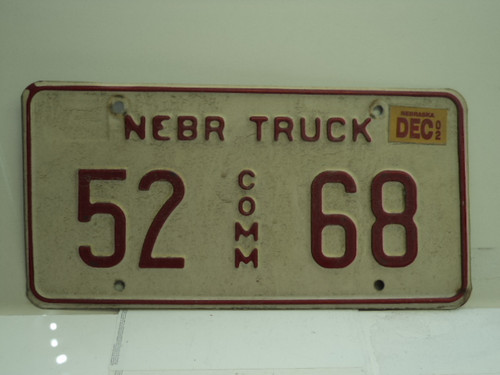 NEBR TRUCK
NEBRASKA
DEC 02
52 COMM 68